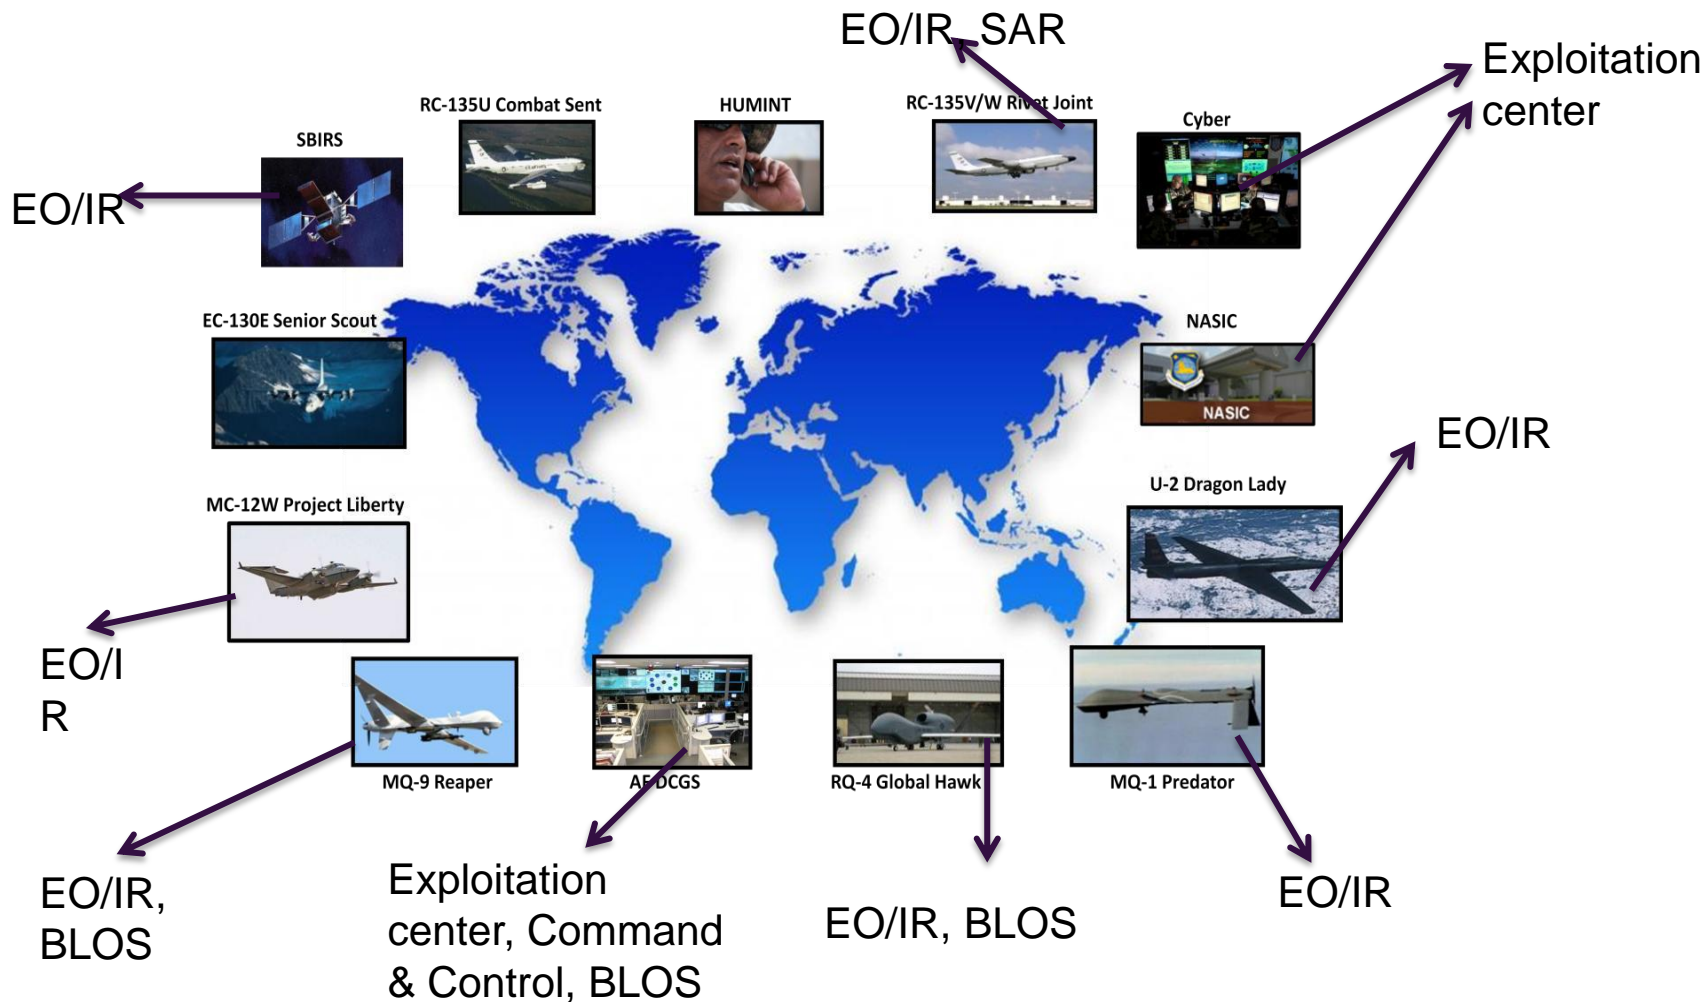 EO/IR, SAR
Exploitation
center
RC-135U Combat Sent
HUMINT
RC-135V/W Rivet Joint
Cyber
SBIRS
EO/IR
EC-130E Senior Scout
NASIC
NASIC
EO/IR
U-2 Dragon Lady
MC-12W Project Liberty
EO/I
R
MQ-9 Reaper
AF DCGS
RQ-4 Global Hawk
MQ-1 Predator
EO/IR,
BLOS
Exploitation
center, Command
& Control, BLOS
EO/IR, BLOS
EO/IR